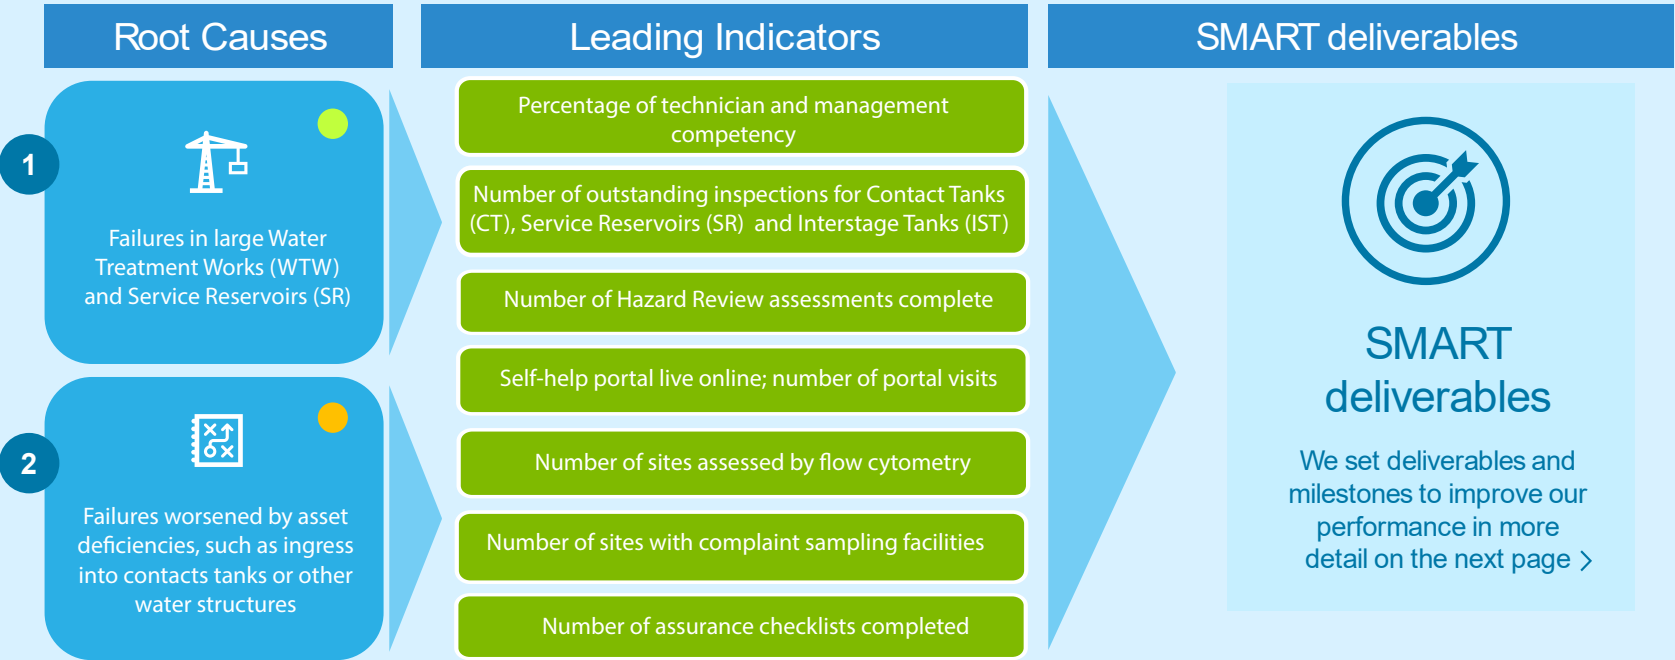 Root Causes
Leading Indicators
SMART deliverables
1
Failures in large Water
Treatment Works (WTW)
and Service Reservoirs (SR)
2
Failures worsened by asset
deficiencies, such as ingress
into contacts tanks or other
water structures
Percentage of technician and management
competency
Number of outstanding inspections for Contact Tanks
(CT), Service Reservoirs (SR) and Interstage Tanks (IST)
Number of Hazard Review assessments complete
Self-help portal live online; number of portal visits
Number of sites assessed by flow cytometry
Number of sites with complaint sampling facilities
Number of assurance checklists completed
SMART
deliverables
We set deliverables and
milestones to improve our
performance in more
detail on the next page >